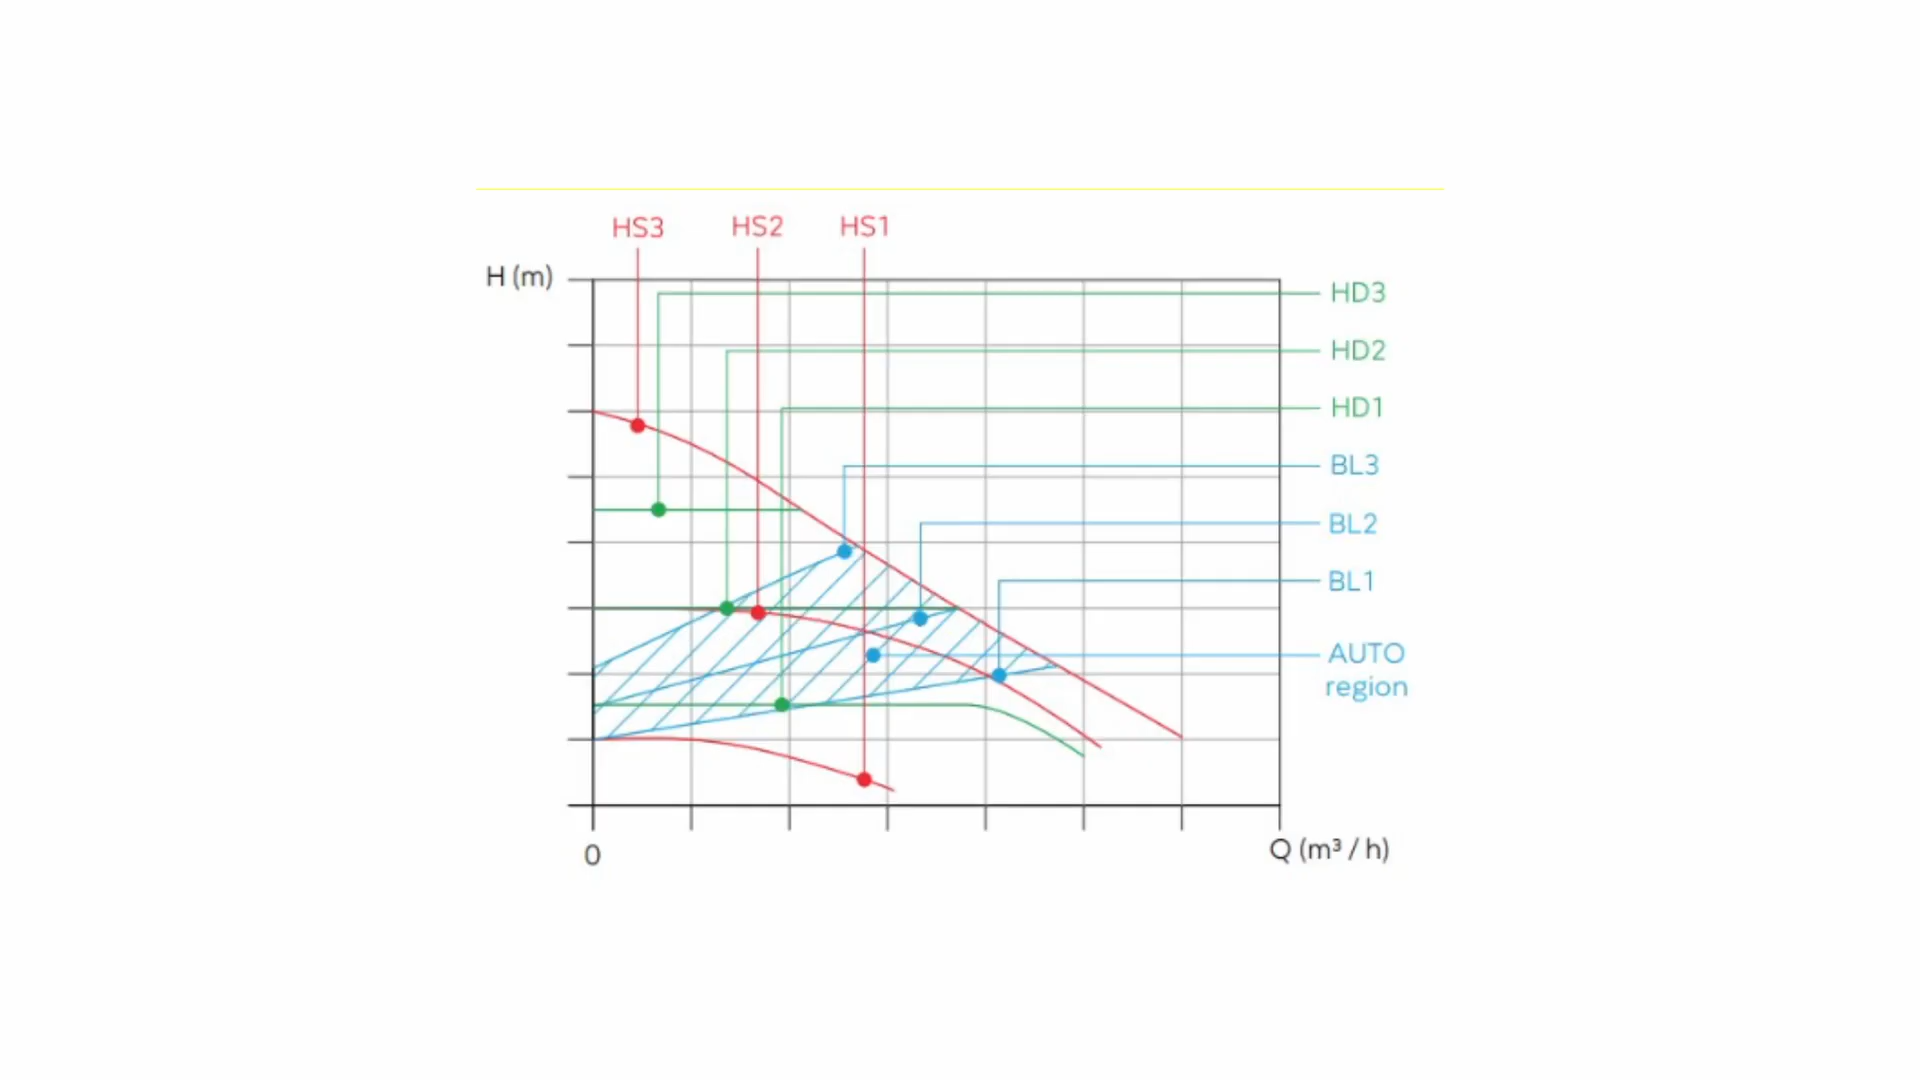 HS3 HS2 HS1
H (m)
HD3
HD2
HD1
BL3
BL2
BL1
AUTO
region
0
Q (m³ / h)